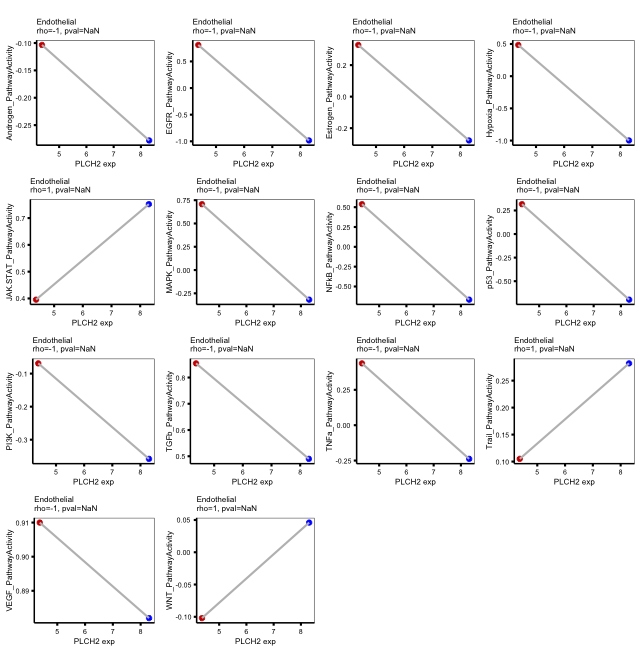 Endothelial
rho=-1, pval=NaN
Androgen_PathwayActivity
-0.10
-0.15
-0.20
-0.25
5 6 7 8
PLCH2 exp
Endothelial
rho=-1, pval=NaN
EGFR_PathwayActivity
0.5
0.0
-0.5
-1.0
5 6 7 8
PLCH2 exp
Endothelial
rho=-1, pval=NaN
Estrogen_PathwayActivity
0.2
0.0
-0.2
5 6 7 8
PLCH2 exp
Endothelial
rho=-1, pval=NaN
Hypoxia_PathwayActivity
0.5
0.0
-0.5
-1.0
5 6 7 8
PLCH2 exp
Endothelial
rho=1, pval=NaN
JAK-STAT_PathwayActivity
0.7
0.6
0.5
0.4
5 6 7 8
PLCH2 exp
Endothelial
rho=-1, pval=NaN
MAPK_PathwayActivity
0.75
0.50
0.25
0.00
-0.25
5 6 7 8
PLCH2 exp
Endothelial
rho=-1, pval=NaN
NFkB_PathwayActivity
0.50
0.25
0.00
-0.25
-0.50
5 6 7 8
PLCH2 exp
Endothelial
rho=-1, pval=NaN
p53_PathwayActivity
0.25
0.00
-0.25
-0.50
5 6 7 8
PLCH2 exp
Endothelial
rho=-1, pval=NaN
PI3K_PathwayActivity
-0.1
-0.2
-0.3
5 6 7 8
PLCH2 exp
Endothelial
rho=-1, pval=NaN
TGFb_PathwayActivity
0.8
0.7
0.6
0.5
5 6 7 8
PLCH2 exp
Endothelial
rho=-1, pval=NaN
TNFa_PathwayActivity
0.25
0.00
-0.25
5 6 7 8
PLCH2 exp
Endothelial
rho=1, pval=NaN
Trail_PathwayActivity
0.25
0.20
0.15
0.10
5 6 7 8
PLCH2 exp
Endothelial
rho=-1, pval=NaN
VEGF_PathwayActivity
0.91
0.90
0.89
5 6 7 8
PLCH2 exp
Endothelial
rho=1, pval=NaN
WNT_PathwayActivity
0.05
0.00
-0.05
-0.10
5 6 7 8
PLCH2 exp